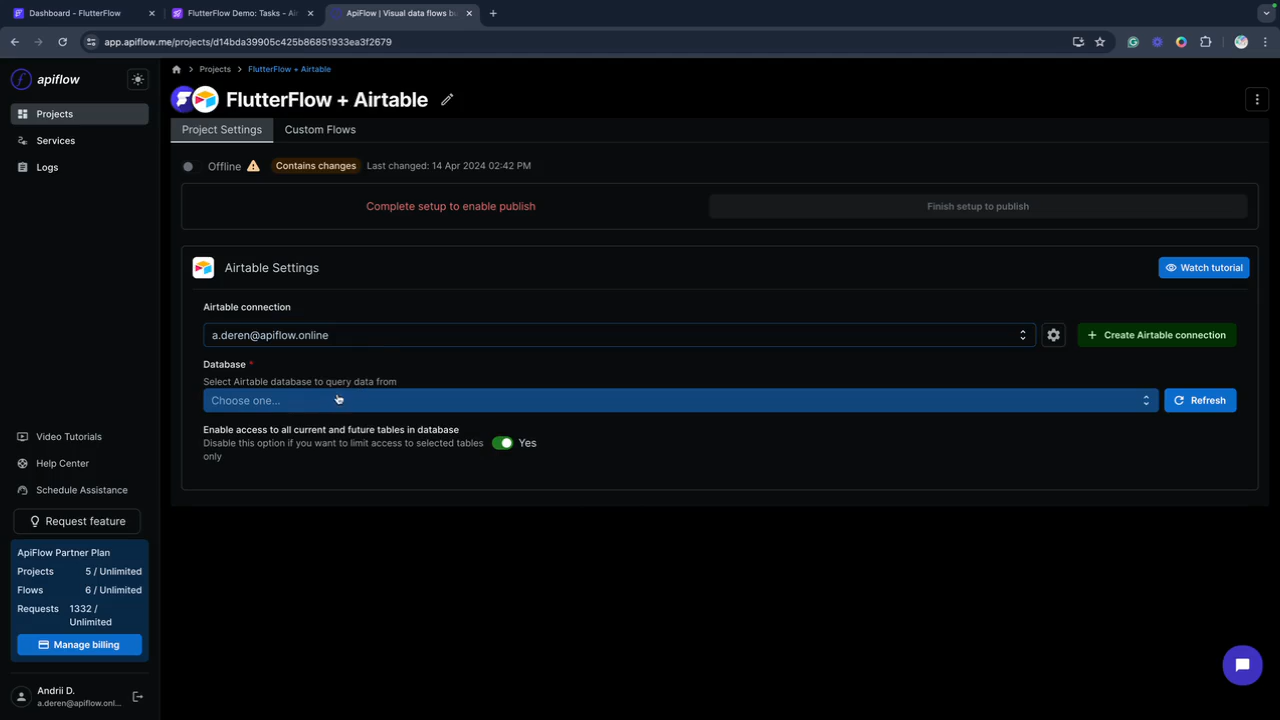 Dashboard - FlutterFlow
FlutterFlow Demo: Tasks - Air
ApiFlow | Visual data flows bu
app.apiflow.me/projects/d14bda39905c425b86851933ea3f2679
apiflow
Projects
Services
Logs
Video Tutorials
Help Center
Schedule Assistance
Request feature
ApiFlow Partner Plan
Projects 5 / Unlimited
Flows 6 / Unlimited
Requests 1332 /
Unlimited
Manage billing
Andrii D.
a.deren@apiflow.onl...
Projects > FlutterFlow + Airtable
FlutterFlow + Airtable
Project Settings Custom Flows
Offline Contains changes Last changed: 14 Apr 2024 02:42 PM
Complete setup to enable publish Finish setup to publish
Airtable Settings Watch tutorial
Airtable connection
a.deren@apiflow.online + Create Airtable connection
Database *
Select Airtable database to query data from
Choose one... Refresh
Enable access to all current and future tables in database
Disable this option if you want to limit access to selected tables
only
Yes